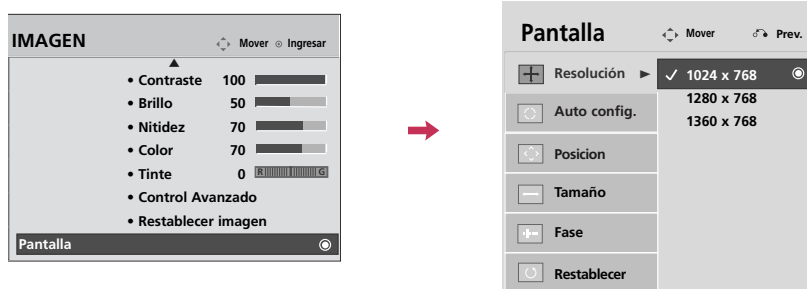 IMAGEN Mover Ingresar
• Contraste 100
• Brillo 50
• Nitidez 70
• Color 70
• Tinte 0 R G
• Control Avanzado
• Restablecer imagen
Pantalla
Pantalla Mover Prev.
Resolución ► ✓ 1024 x 768
1280 x 768
1360 x 768
Auto config.
Posicion
Tamaño
Fase
Restablecer